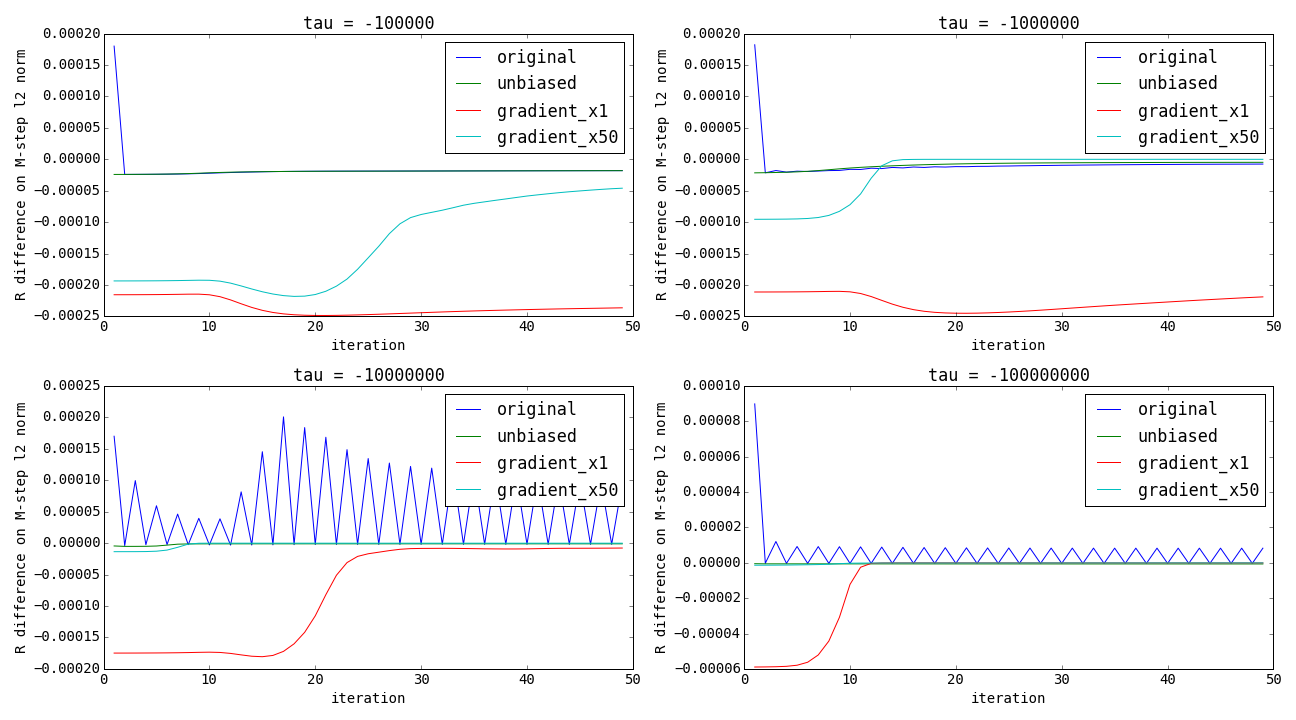 tau = -100000
R difference on M-step l2 norm
0.00020
0.00015
0.00010
0.00005
0.00000
−0.00005
−0.00010
−0.00015
−0.00020
−0.00025
original
unbiased
gradient_x1
gradient_x50
0 10 20 30 40 50
iteration
tau = -1000000
R difference on M-step l2 norm
0.00020
0.00015
0.00010
0.00005
0.00000
−0.00005
−0.00010
−0.00015
−0.00020
−0.00025
original
unbiased
gradient_x1
gradient_x50
0 10 20 30 40 50
iteration
tau = -10000000
R difference on M-step l2 norm
0.00025
0.00020
0.00015
0.00010
0.00005
0.00000
−0.00005
−0.00010
−0.00015
−0.00020
original
unbiased
gradient_x1
gradient_x50
0 10 20 30 40 50
iteration
tau = -100000000
R difference on M-step l2 norm
0.00010
0.00008
0.00006
0.00004
0.00002
0.00000
−0.00002
−0.00004
−0.00006
original
unbiased
gradient_x1
gradient_x50
0 10 20 30 40 50
iteration